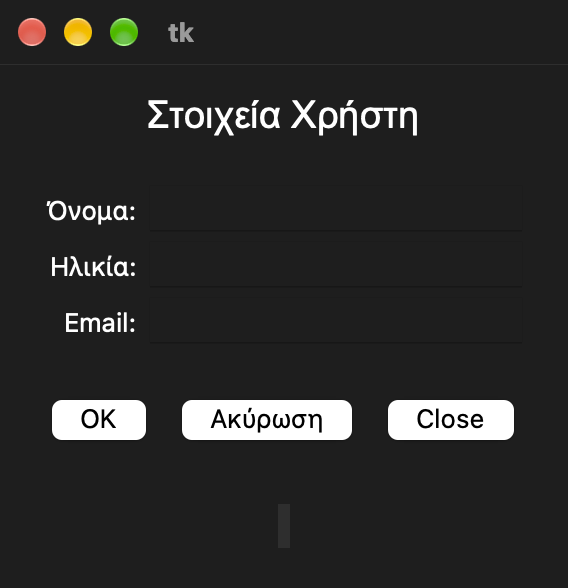 tk
Στοιχεία Χρήστη
Όνομα:
Ηλικία:
Email:
OK Ακύρωση Close